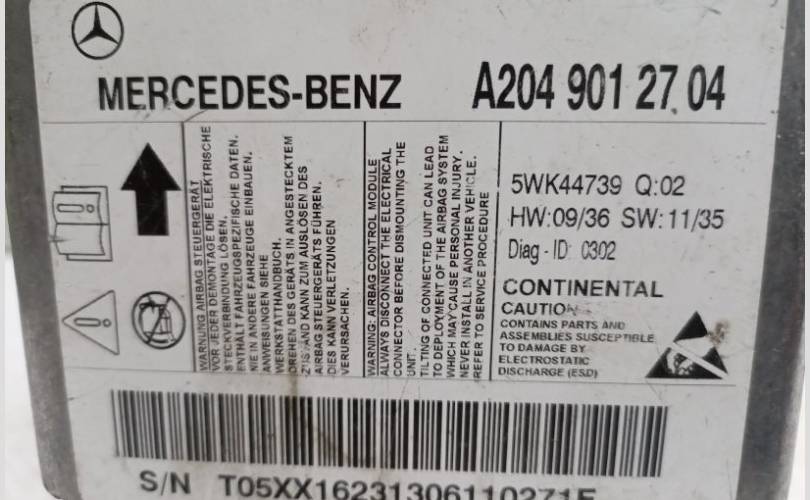 MERCEDES-BENZ A204 901 27 04
WARNUNG AIRBAG STEUERGERÄT
VOR JEDER DEMONTAGE DIE ELEKTRISCHE
STECKVERBINDUNG LÖSEN.
ENTHÄLT FAHRZEUGSPEZIFISCHE DATEN.
NIE IN ANDERE FAHRZEUGE EINBAUEN.
ANWEISUNGEN SIEHE
WERKSTATTHANDBUCH.
DREHEN DES GERÄTS IN ANGESTECKTEM
ZUSTAND KANN ZUM AUSLÖSEN DES
AIRBAG STEUERGERÄTS FÜHREN.
DIES KANN VERLETZUNGEN
VERURSACHEN.
WARNING: AIRBAG CONTROL MODULE
ALWAYS DISCONNECT THE ELECTRICAL
CONNECTOR BEFORE DISMOUNTING THE
UNIT.
TILTING OF CONNECTED UNIT CAN LEAD
TO DEPLOYMENT OF THE AIRBAG SYSTEM
WHICH MAY CAUSE PERSONAL INJURY.
NEVER INSTALL IN ANOTHER VEHICLE.
REFER TO SERVICE PROCEDURE
5WK44739 Q:02
HW:09/36 SW:11/35
Diag-ID: 0302
CONTINENTAL
CAUTION
CONTAINS PARTS AND
ASSEMBLIES SUSCEPTIBLE
TO DAMAGE BY
ELECTROSTATIC
DISCHARGE (ESD)
S/N T05XX16231306110271E